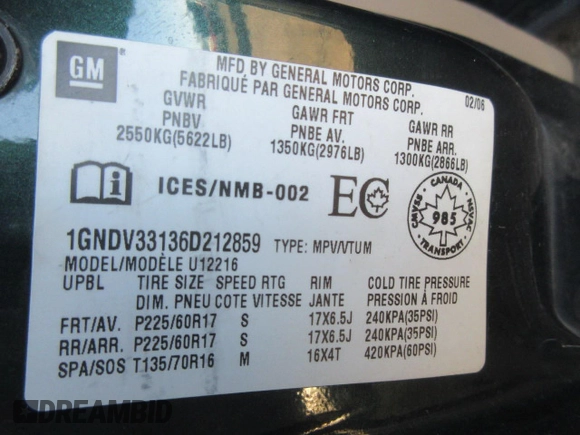 GM
MFD BY GENERAL MOTORS CORP.
FABRIQUÉ PAR GENERAL MOTORS CORP.
02/06
GVWR GAWR FRT GAWR RR
PNBV PNBE AV. PNBE ARR.
2550KG(5622LB) 1350KG(2976LB) 1300KG(2866LB)
i ICES/NMB-002 EC
CANADA
CMVSS NSVAC
985
TRANSPORT
1GNDV33136D212859 TYPE: MPV/VTUM
MODEL/MODÈLE U12216
UPBL TIRE SIZE SPEED RTG RIM COLD TIRE PRESSURE
DIM. PNEU COTE VITESSE JANTE PRESSION À FROID
FRT/AV. P225/60R17 S 17X6.5J 240KPA(35PSI)
RR/ARR. P225/60R17 S 17X6.5J 240KPA(35PSI)
SPA/SOS T135/70R16 M 16X4T 420KPA(60PSI)
DREAMBID